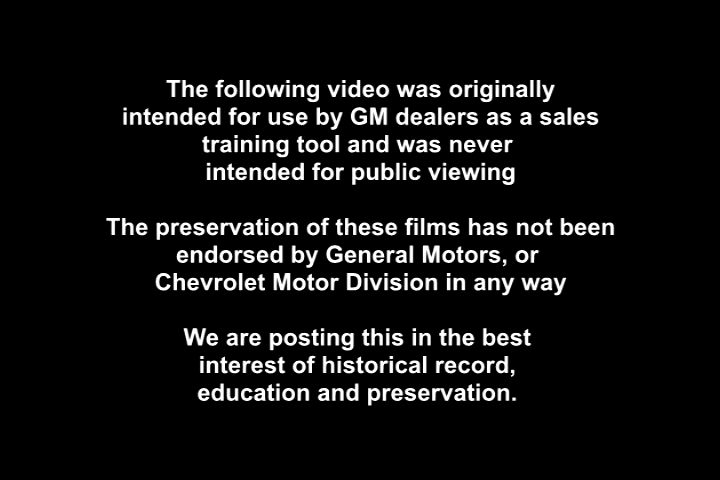 The following video was originally
intended for use by GM dealers as a sales
training tool and was never
intended for public viewing
The preservation of these films has not been
endorsed by General Motors, or
Chevrolet Motor Division in any way
We are posting this in the best
interest of historical record,
education and preservation.